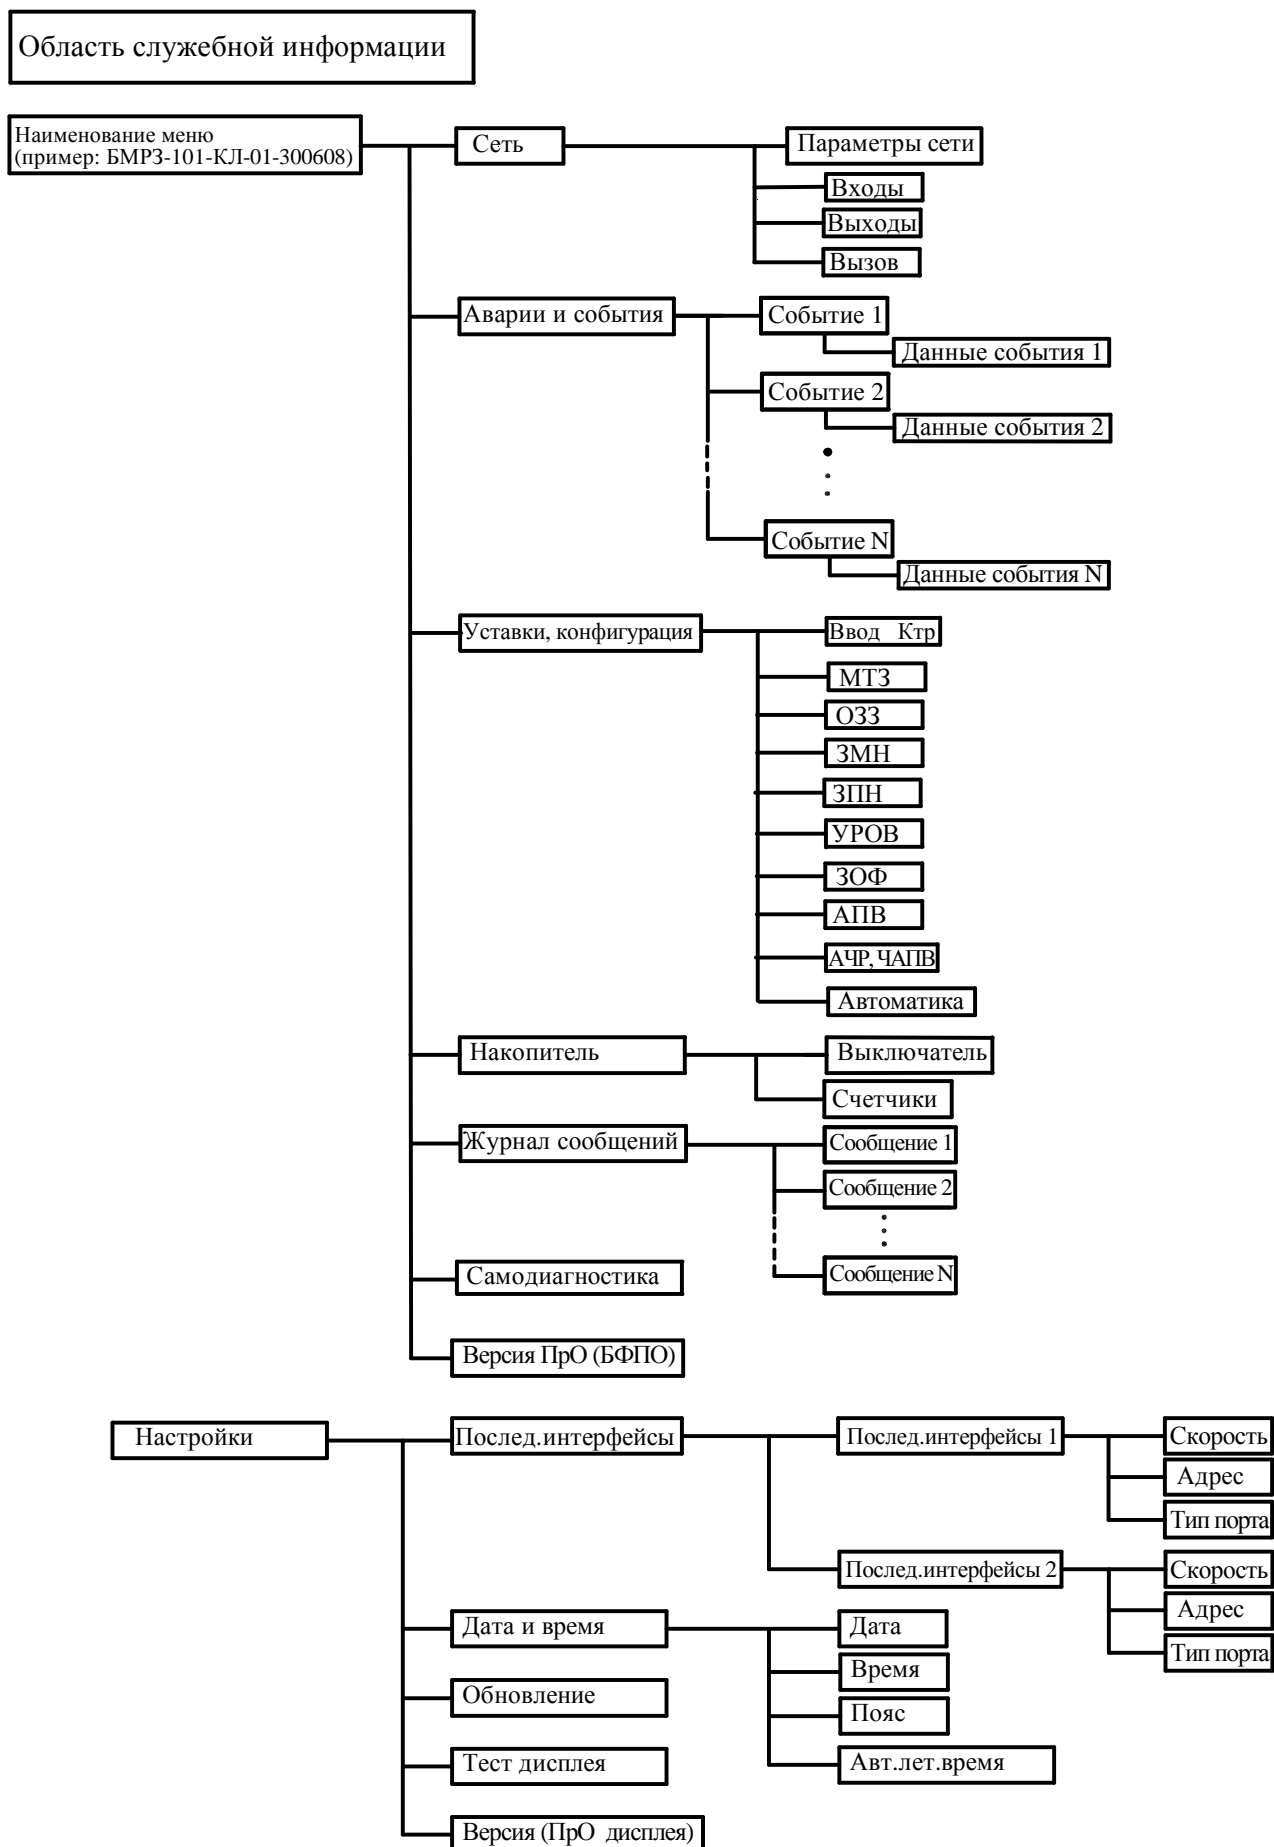 Область служебной информации
Наименование меню
(пример: БМРЗ-101-КЛ-01-300608)
Сеть
Параметры сети
Входы
Выходы
Вызов
Аварии и события
Событие 1
Данные события 1
Событие 2
Данные события 2
Событие N
Данные события N
Уставки, конфигурация
Ввод Ктр
МТЗ
ОЗЗ
ЗМН
ЗПН
УРОВ
ЗОФ
АПВ
АЧР, ЧАПВ
Автоматика
Накопитель
Выключатель
Счетчики
Журнал сообщений
Сообщение 1
Сообщение 2
Сообщение N
Самодиагностика
Версия ПрО (БФПО)
Настройки
Послед.интерфейсы
Послед.интерфейсы 1
Скорость
Адрес
Тип порта
Послед.интерфейсы 2
Скорость
Адрес
Тип порта
Дата и время
Дата
Время
Пояс
Авт.лет.время
Обновление
Тест дисплея
Версия (ПрО дисплея)